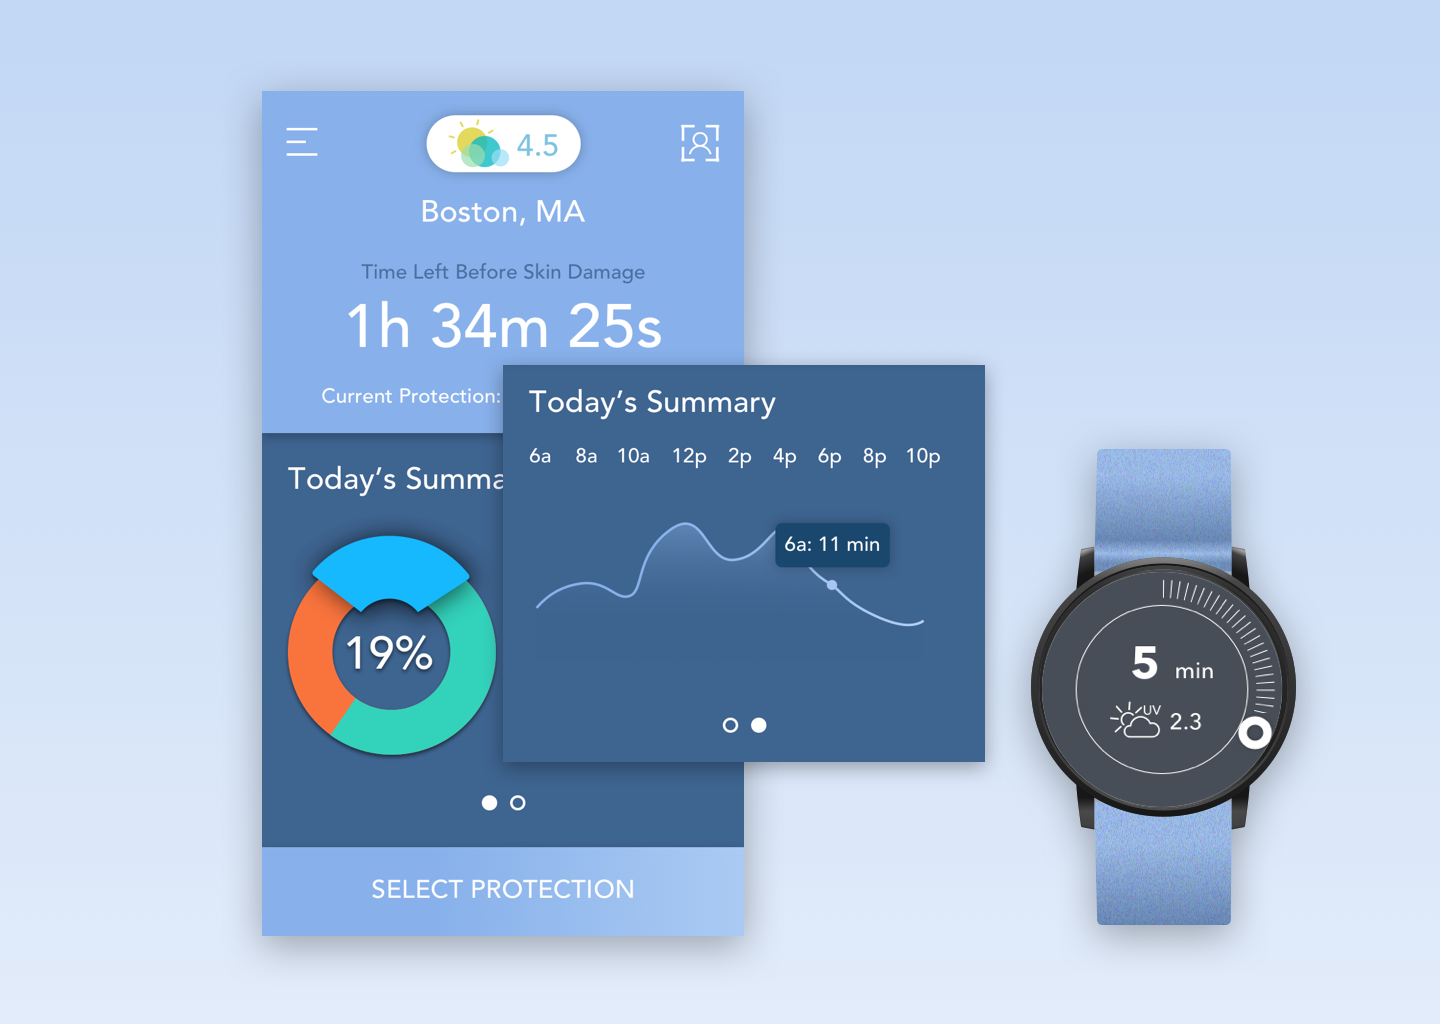 4.5
Boston, MA
Time Left Before Skin Damage
1h 34m 25s
Current Protection:
Today’s Summa
19%
SELECT PROTECTION
Today’s Summary
6a 8a 10a 12p 2p 4p 6p 8p 10p
6a: 11 min
5 min
UV
2.3